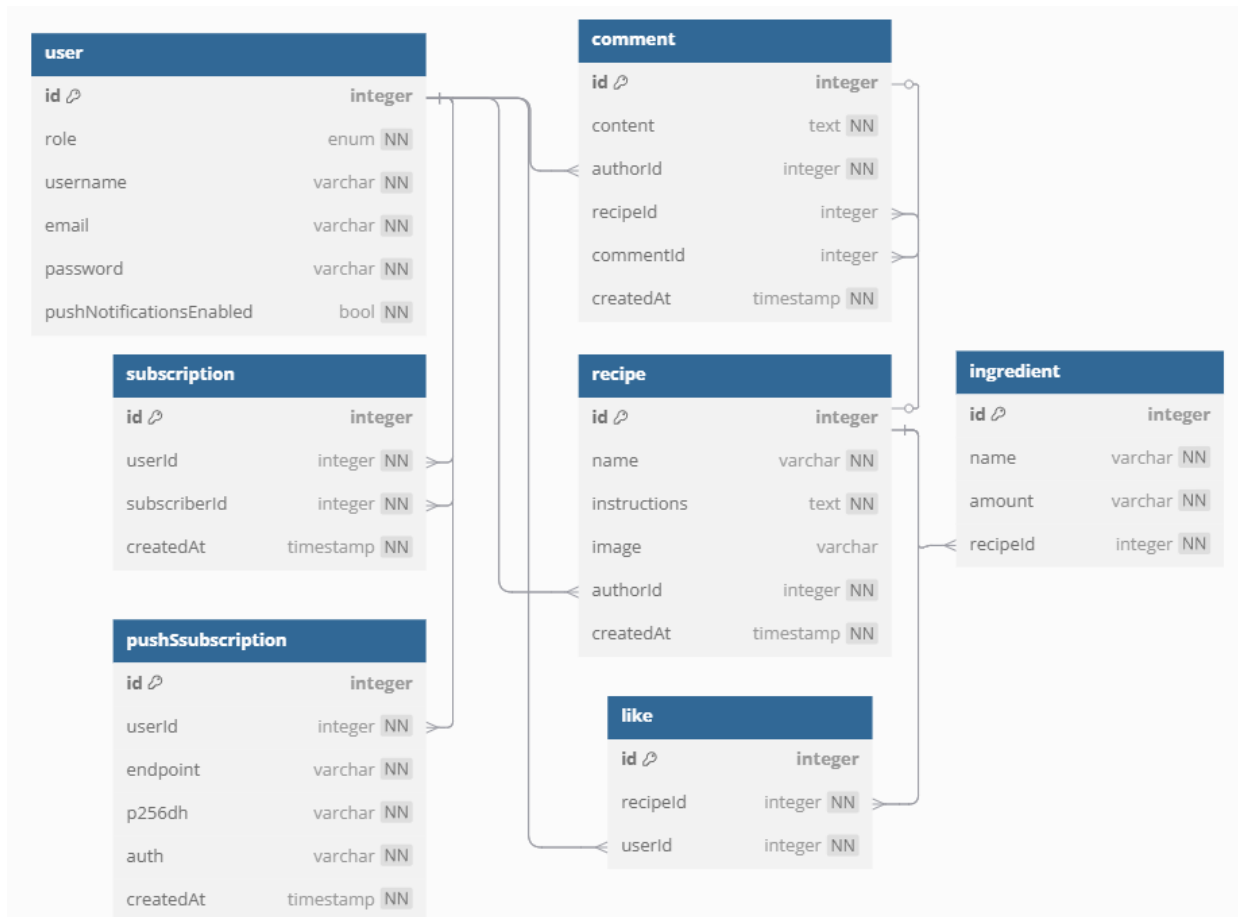 user
id integer
role enum NN
username varchar NN
email varchar NN
password varchar NN
pushNotificationsEnabled bool NN
subscription
id integer
userId integer NN
subscriberId integer NN
createdAt timestamp NN
pushSsubscription
id integer
userId integer NN
endpoint varchar NN
p256dh varchar NN
auth varchar NN
createdAt timestamp NN
comment
id integer
content text NN
authorId integer NN
recipeId integer
commentId integer
createdAt timestamp NN
recipe
id integer
name varchar NN
instructions text NN
image varchar
authorId integer NN
createdAt timestamp NN
like
id integer
recipeId integer NN
userId integer NN
ingredient
id integer
name varchar NN
amount varchar NN
recipeId integer NN